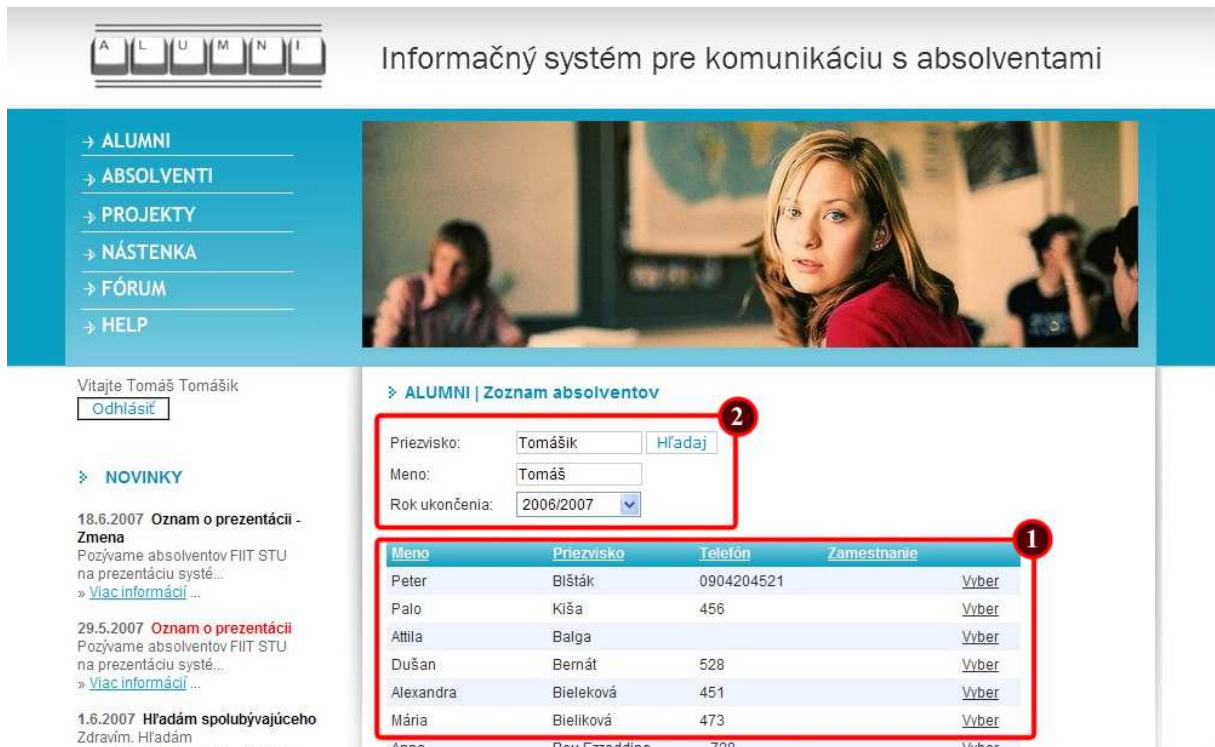 A L U M N I
Informačný systém pre komunikáciu s absolventami
ALUMNI
ABSOLVENTI
PROJEKTY
NÁSTENKA
FÓRUM
HELP
Vitajte Tomáš Tomášik
Odhlásiť
NOVINKY
18.6.2007 Oznam o prezentácii -
Zmena
Pozývame absolventov FIIT STU
na prezentáciu systé...
» Viac informácií ...
29.5.2007 Oznam o prezentácii
Pozývame absolventov FIIT STU
na prezentáciu systé...
» Viac informácií ...
1.6.2007 Hľadám spolubývajúceho
Zdravím. Hľadám
ALUMNI | Zoznam absolventov
2
Priezvisko: Tomášik Hľadaj
Meno: Tomáš
Rok ukončenia: 2006/2007
1
Meno Priezvisko Telefón Zamestnanie
Peter Blšták 0904204521 Vyber
Palo Kiša 456 Vyber
Attila Balga Vyber
Dušan Bernát 528 Vyber
Alexandra Bieleková 451 Vyber
Mária Bieliková 473 Vyber